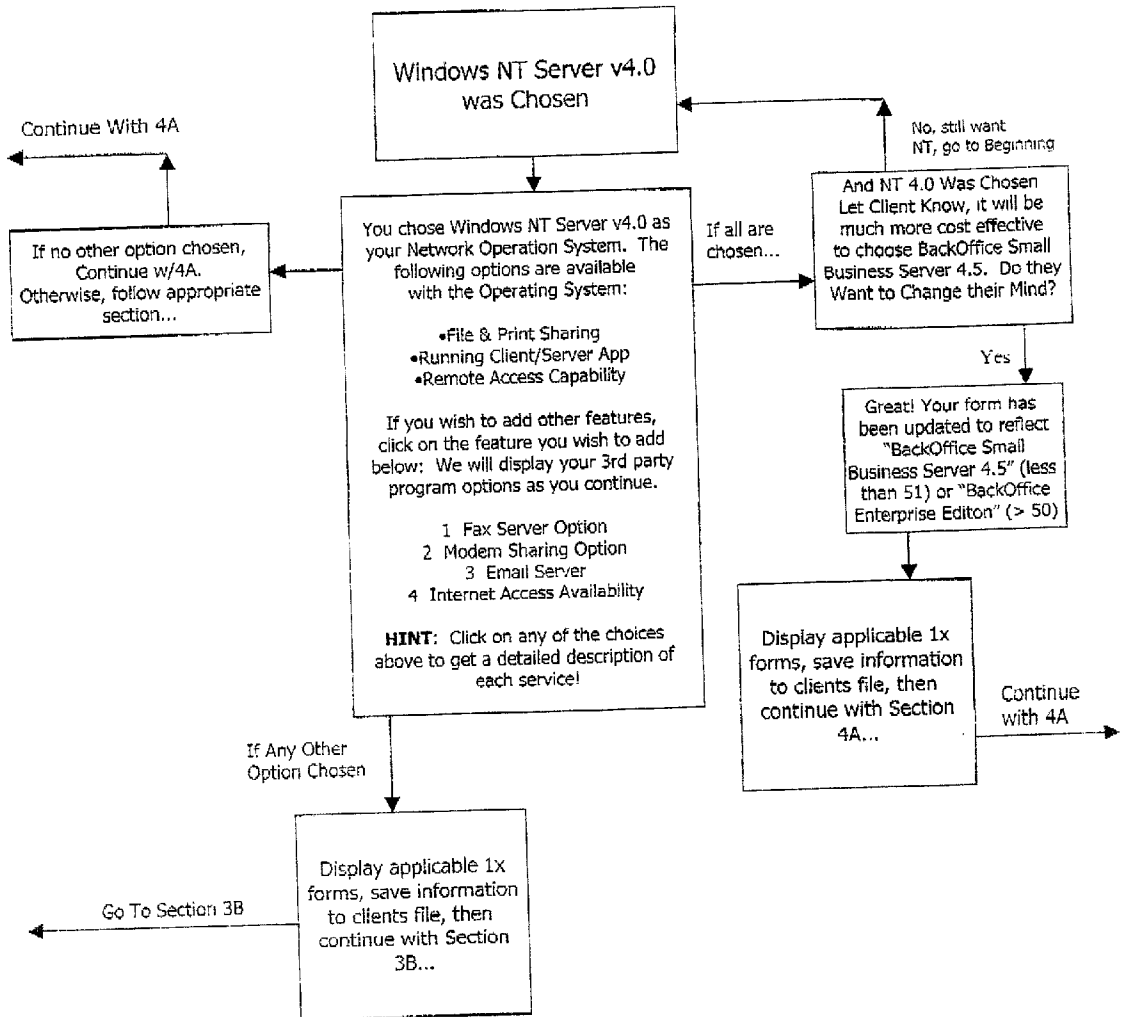 Windows NT Server v4.0
was Chosen
Continue With 4A
No, still want
NT, go to Beginning
If no other option chosen,
Continue w/4A.
Otherwise, follow appropriate
section...
You chose Windows NT Server v4.0 as
your Network Operation System. The
following options are available
with the Operating System:
•File & Print Sharing
•Running Client/Server App
•Remote Access Capability
If you wish to add other features,
click on the feature you wish to add
below: We will display your 3rd party
program options as you continue.
1 Fax Server Option
2 Modem Sharing Option
3 Email Server
4 Internet Access Availability
HINT: Click on any of the choices
above to get a detailed description of
each service!
If all are
chosen...
And NT 4.0 Was Chosen
Let Client Know, it will be
much more cost effective
to choose BackOffice Small
Business Server 4.5. Do they
Want to Change their Mind?
Yes
Great! Your form has
been updated to reflect
"BackOffice Small
Business Server 4.5" (less
than 51) or "BackOffice
Enterprise Editon" (> 50)
Display applicable 1x
forms, save information
to clients file, then
continue with Section
4A...
Continue
with 4A
If Any Other
Option Chosen
Display applicable 1x
forms, save information
to clients file, then
continue with Section
3B...
Go To Section 3B